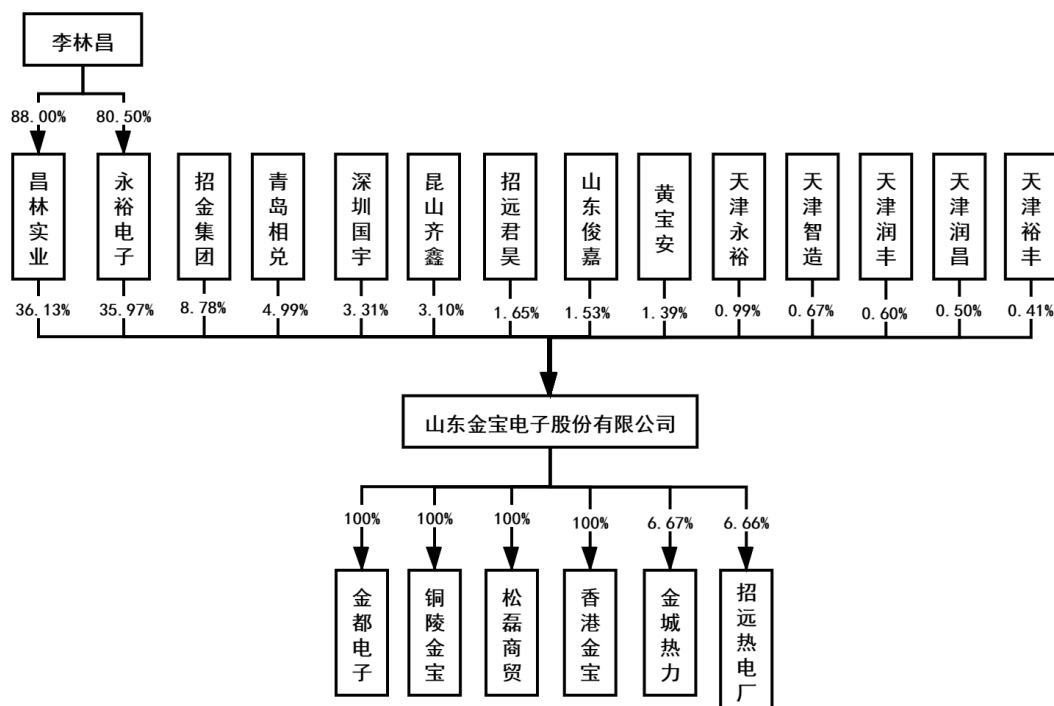 李林昌
88.00%
80.50%
昌林实业
永裕电子
招金集团
青岛相兑
深圳国宇
昆山齐鑫
招远君昊
山东俊嘉
黄宝安
天津永裕
天津智造
天津润丰
天津润昌
天津裕丰
36.13%
35.97%
8.78%
4.99%
3.31%
3.10%
1.65%
1.53%
1.39%
0.99%
0.67%
0.60%
0.50%
0.41%
山东金宝电子股份有限公司
100%
100%
100%
100%
6.67%
6.66%
金都电子
铜陵金宝
松磊商贸
香港金宝
金城热力
招远热电厂